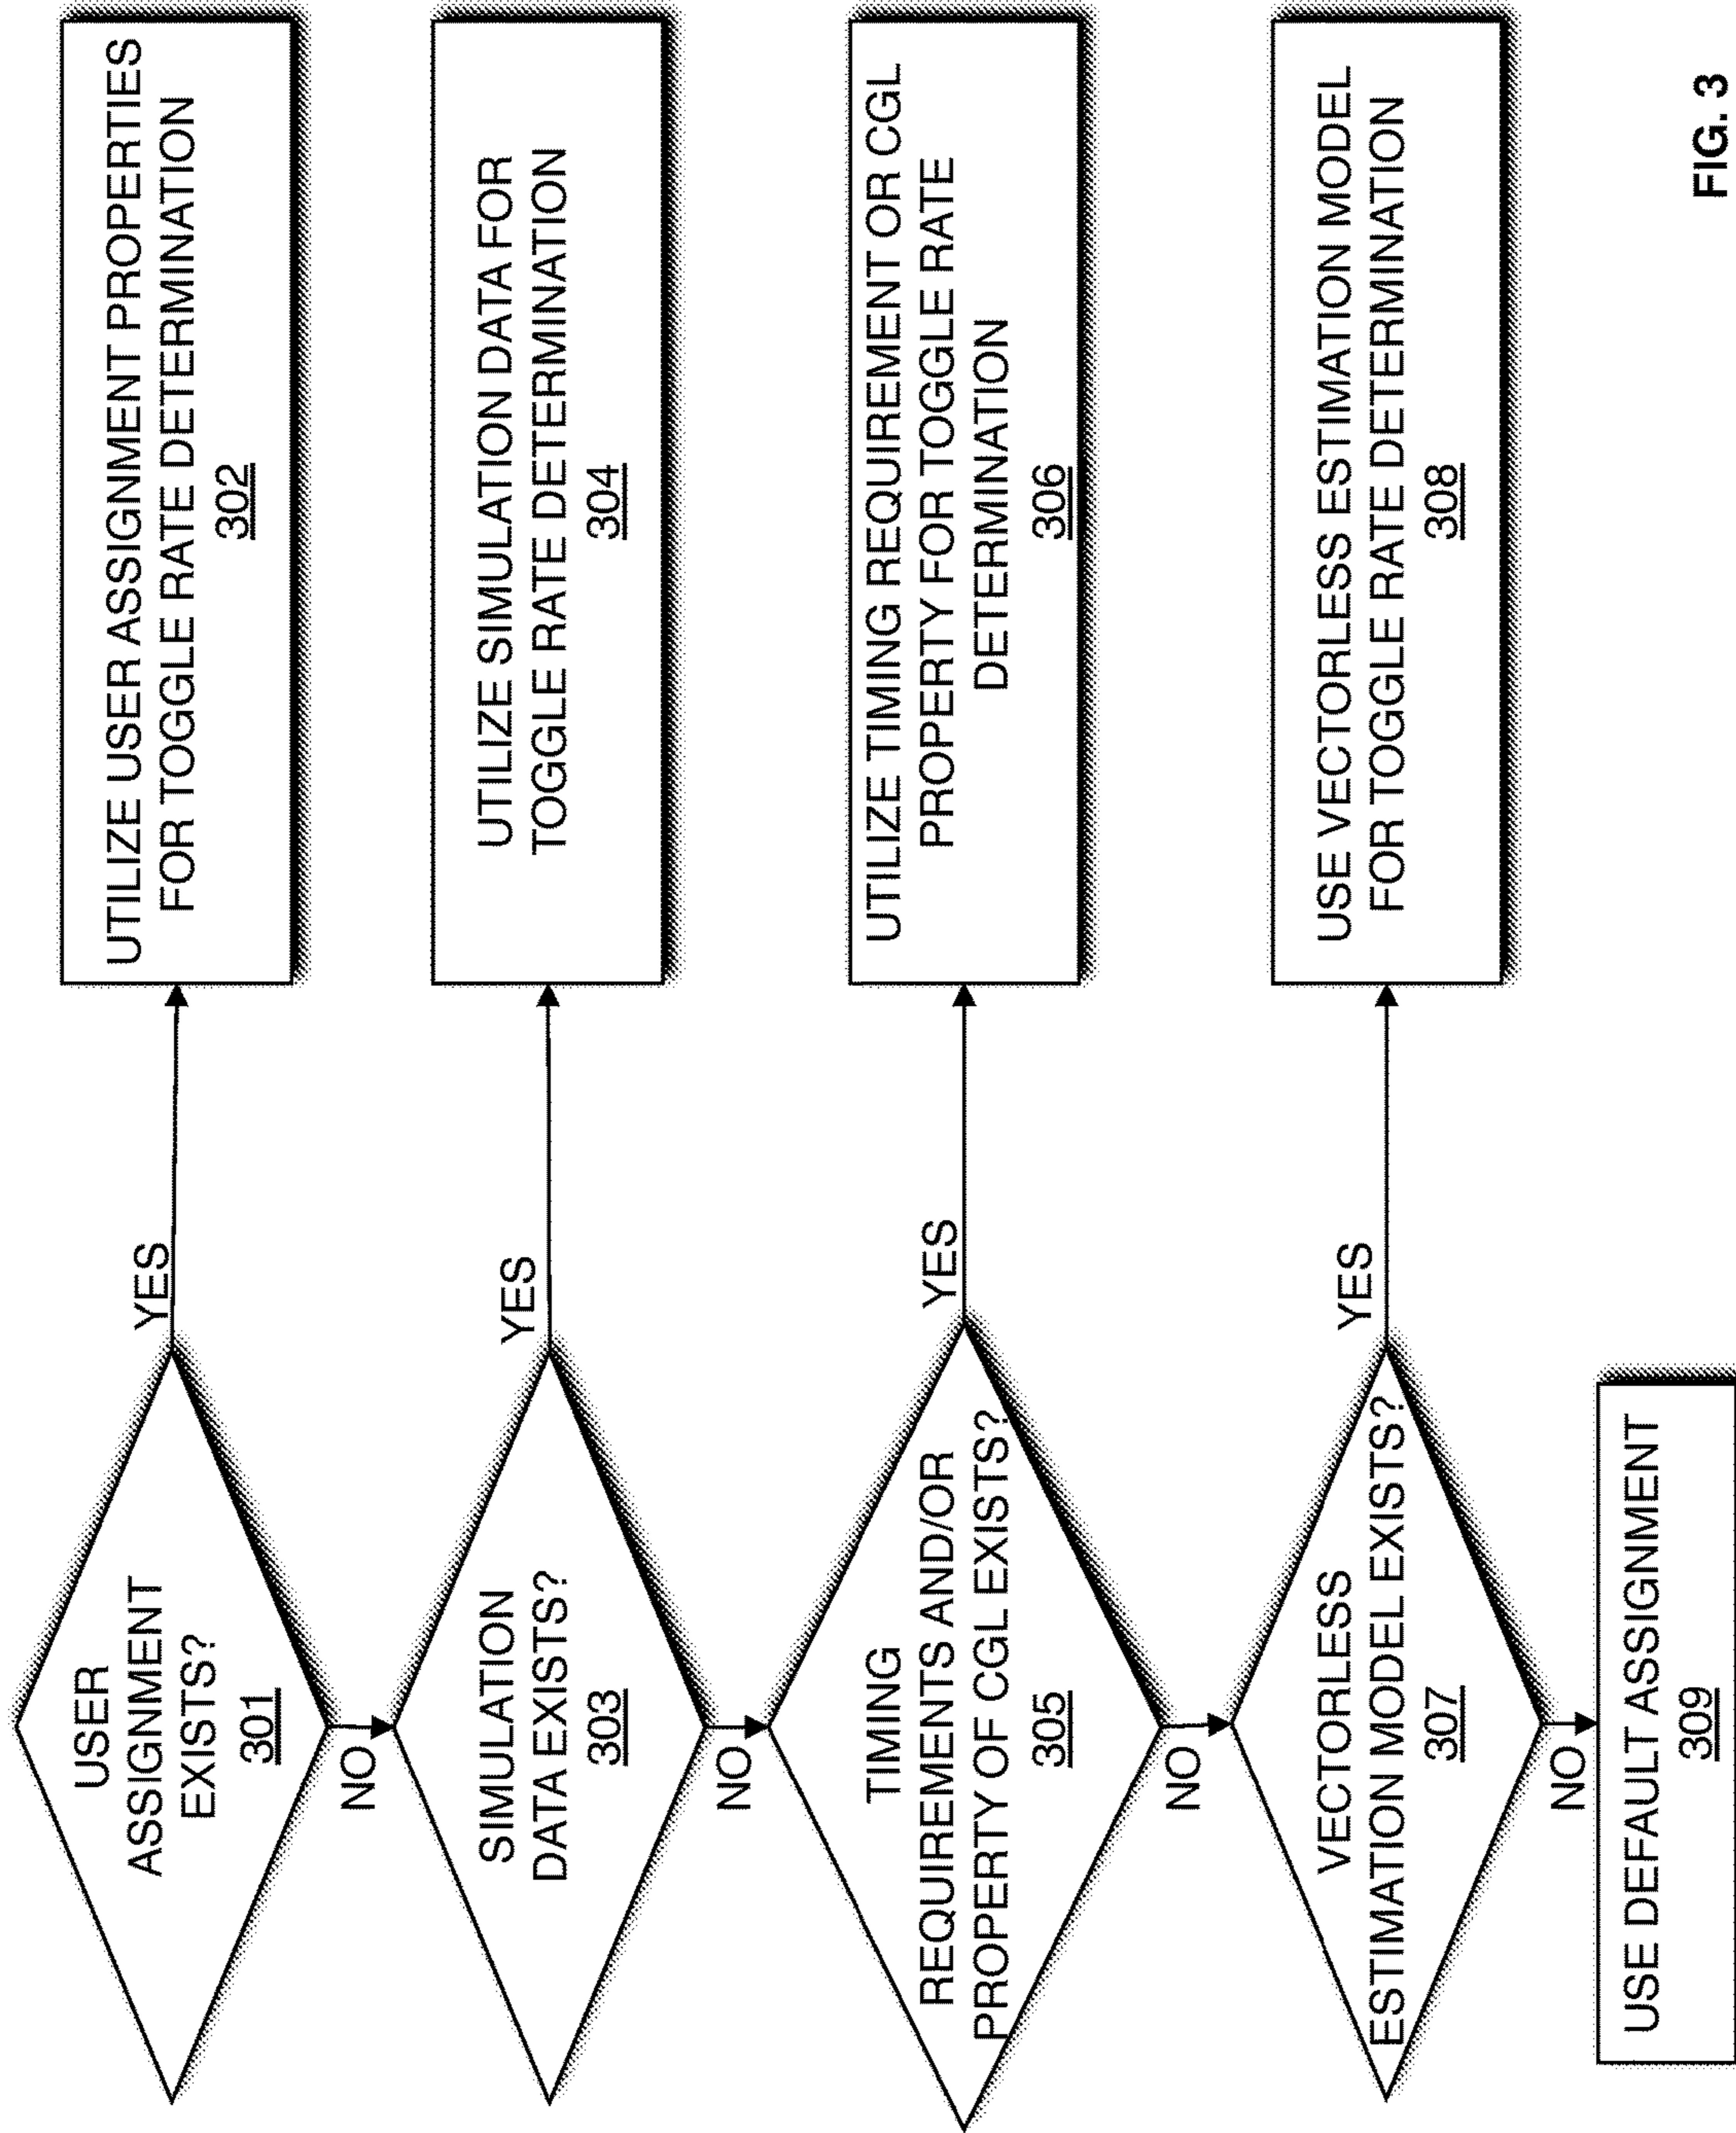 USER
ASSIGNMENT
EXISTS?
301
YES
UTILIZE USER ASSIGNMENT PROPERTIES
FOR TOGGLE RATE DETERMINATION
302
NO
SIMULATION
DATA EXISTS?
303
YES
UTILIZE SIMULATION DATA FOR
TOGGLE RATE DETERMINATION
304
NO
TIMING
REQUIREMENTS AND/OR
PROPERTY OF CGL EXISTS?
305
YES
UTILIZE TIMING REQUIREMENT OR CGL
PROPERTY FOR TOGGLE RATE
DETERMINATION
306
NO
VECTORLESS
ESTIMATION MODEL EXISTS?
307
YES
USE VECTORLESS ESTIMATION MODEL
FOR TOGGLE RATE DETERMINATION
308
NO
USE DEFAULT ASSIGNMENT
309
FIG. 3